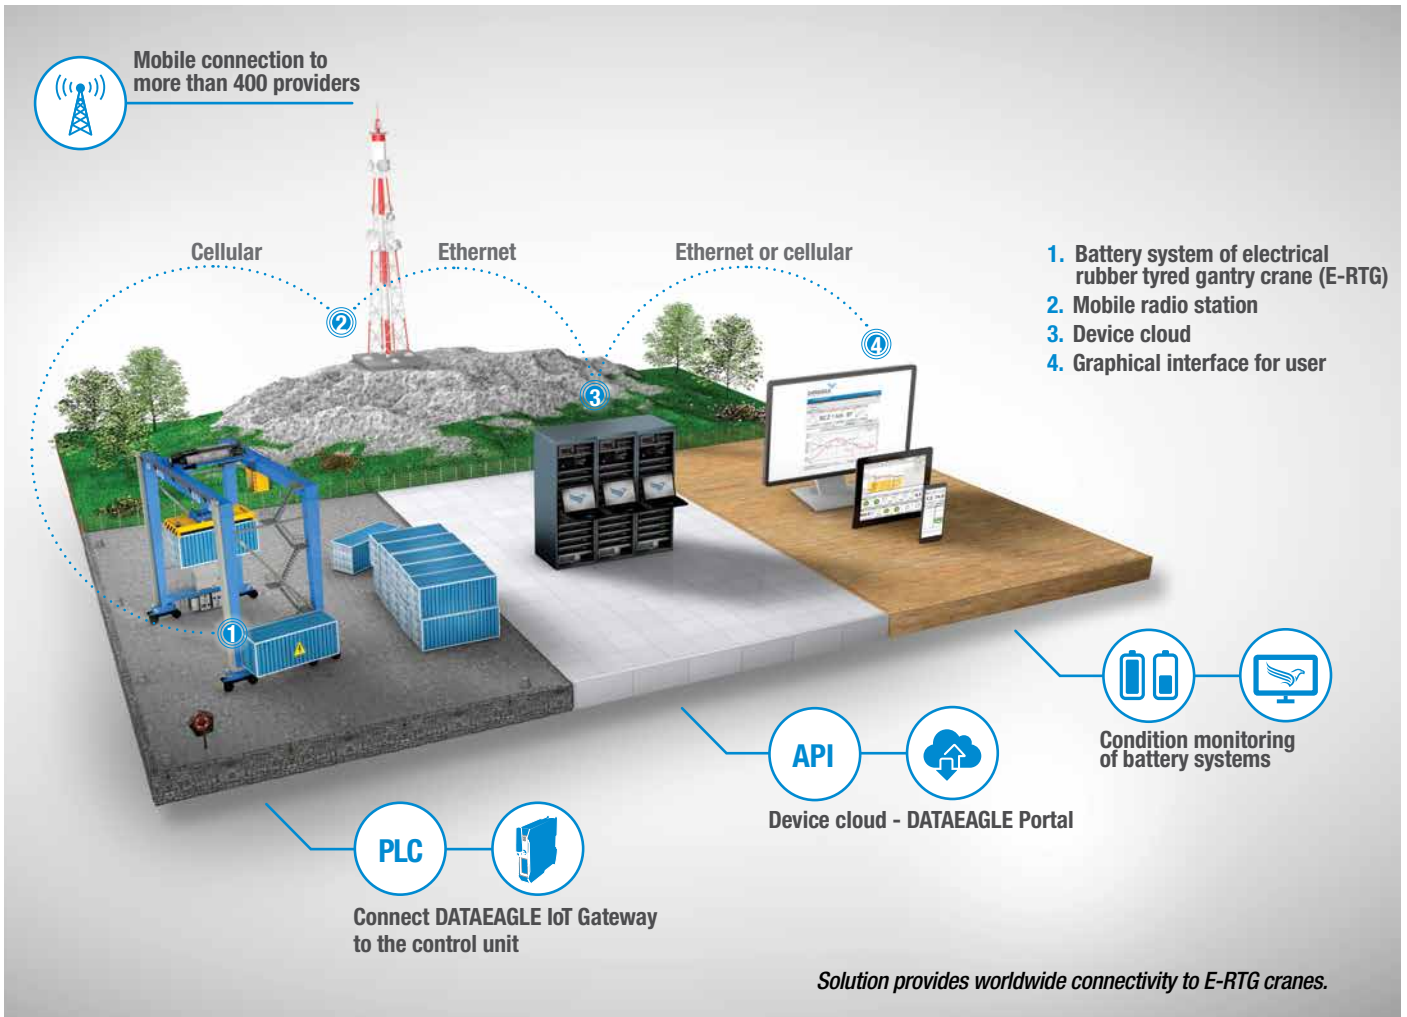 Mobile connection to
more than 400 providers
Cellular
Ethernet
Ethernet or cellular
1. Battery system of electrical
rubber tyred gantry crane (E-RTG)
2. Mobile radio station
3. Device cloud
4. Graphical interface for user
2
4
3
1
API
Device cloud - DATAEAGLE Portal
Condition monitoring
of battery systems
PLC
Connect DATAEAGLE IoT Gateway
to the control unit
Solution provides worldwide connectivity to E-RTG cranes.